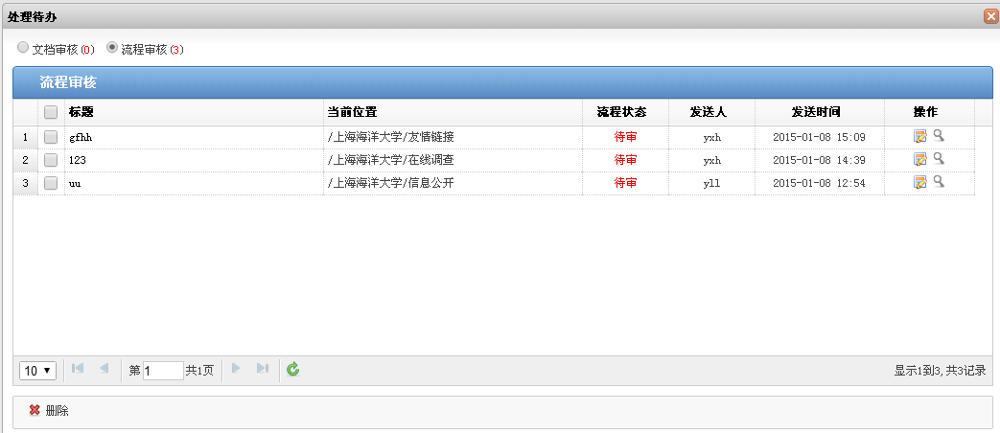 处理待办
文档审核(0) 流程审核(3)
流程审核
标题 当前位置 流程状态 发送人 发送时间 操作
1 gfhh /上海海洋大学/友情链接 待审 yxh 2015-01-08 15:09
2 123 /上海海洋大学/在线调查 待审 yxh 2015-01-08 14:39
3 uu /上海海洋大学/信息公开 待审 yll 2015-01-08 12:54
10 第 1 共1页 显示1到3, 共3记录
删除